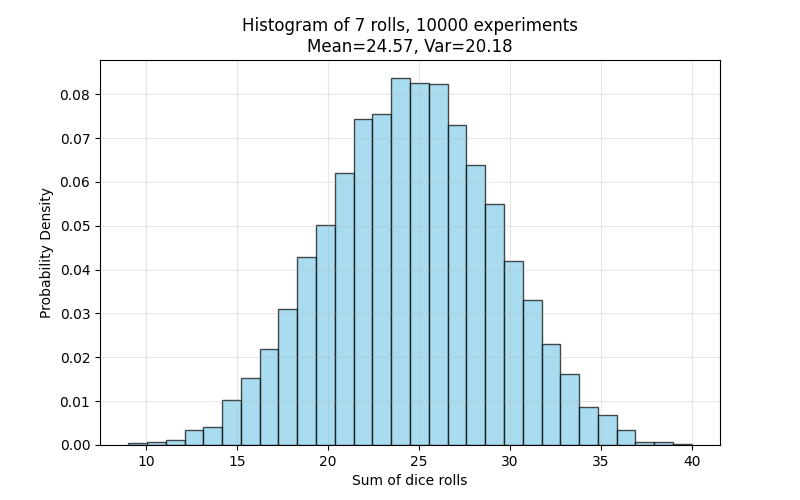 Histogram of 7 rolls, 10000 experiments
Mean=24.57, Var=20.18
Probability Density
0.08
0.07
0.06
0.05
0.04
0.03
0.02
0.01
0.00
10 15 20 25 30 35 40
Sum of dice rolls